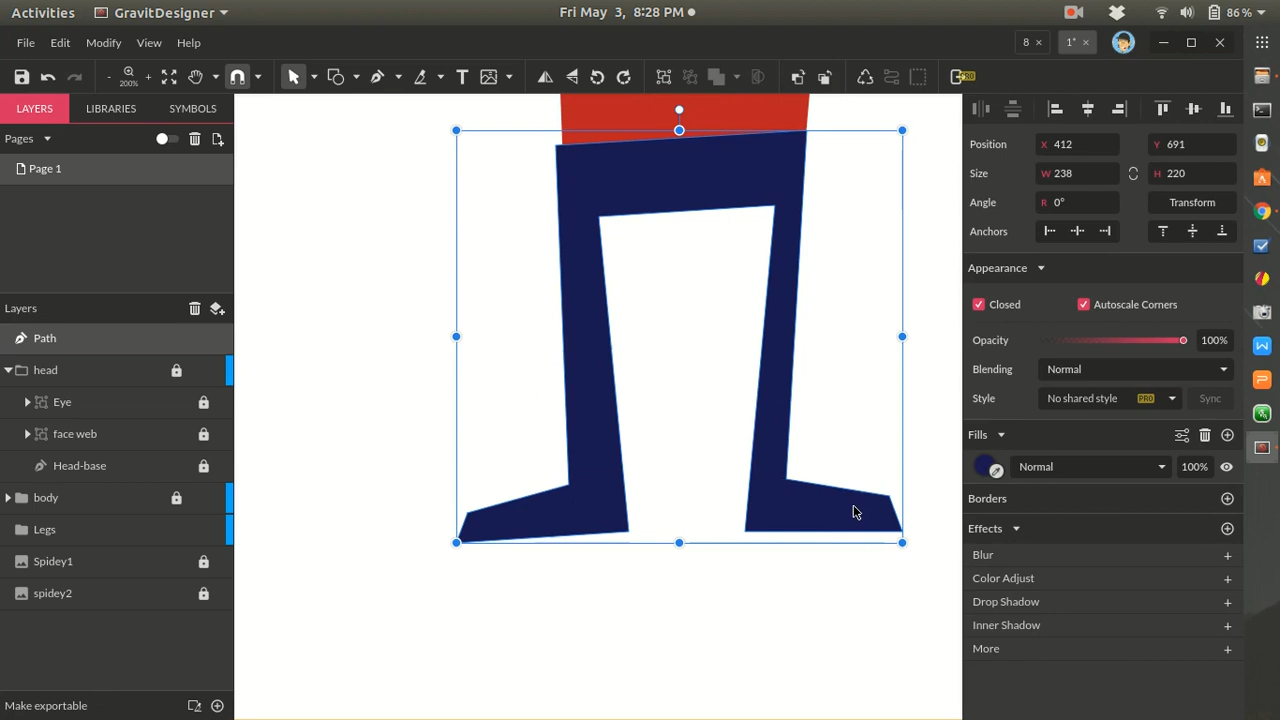 Activities GravitDesigner Fri May 3, 8:28 PM 86 %
File Edit Modify View Help 8 × 1* ×
- 200% + PRO
LAYERS LIBRARIES SYMBOLS
Pages
Position X 412 Y 691
Page 1
Size W 238 H 220
Angle R 0° Transform
Anchors
Appearance
Layers
Closed Autoscale Corners
Path
Opacity 100%
head
Blending Normal
Eye
Style No shared style PRO Sync
face web
Fills
Head-base
Normal 100%
body
Borders
Legs
Effects
Spidey1
Blur +
Color Adjust +
spidey2
Drop Shadow +
Inner Shadow +
More +
Make exportable